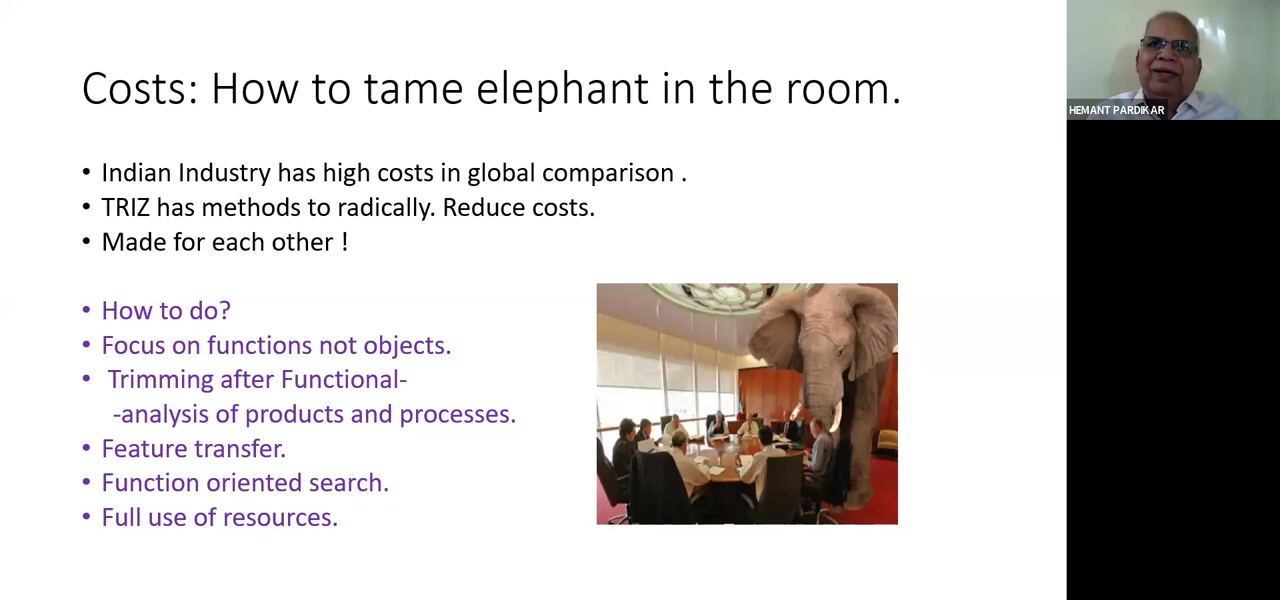 Costs: How to tame elephant in the room.
• Indian Industry has high costs in global comparison .
• TRIZ has methods to radically. Reduce costs.
• Made for each other !
• How to do?
• Focus on functions not objects.
• Trimming after Functional-
-analysis of products and processes.
• Feature transfer.
• Function oriented search.
• Full use of resources.
HEMANT PARDIKAR